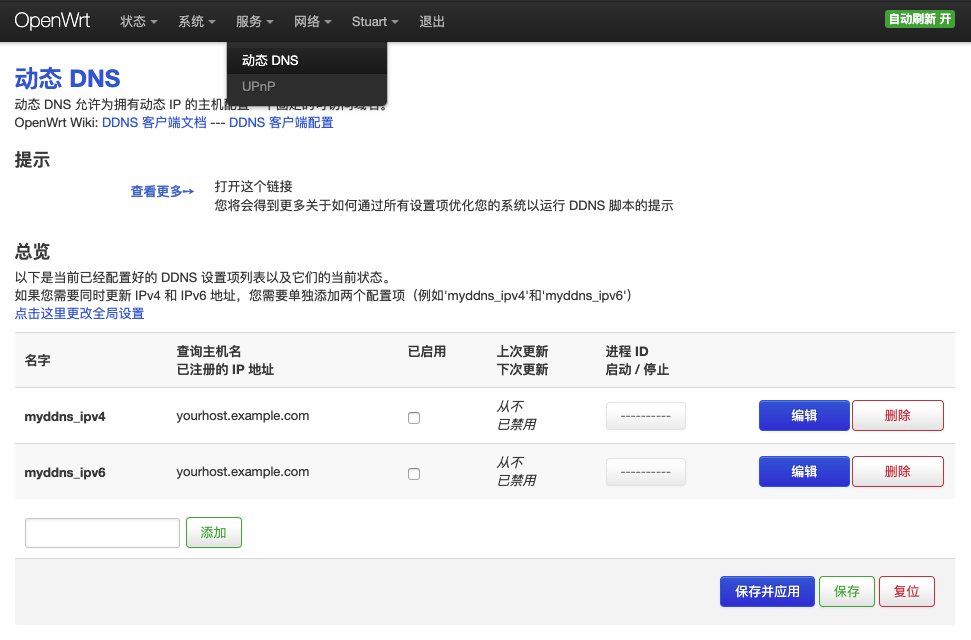 OpenWrt 状态 系统 服务 网络 Stuart 退出 自动刷新 开
动态 DNS
UPnP
动态 DNS
动态 DNS 允许为拥有动态 IP 的主机配置一个固定的可访问域名。
OpenWrt Wiki: DDNS 客户端文档 --- DDNS 客户端配置
提示
查看更多→
打开这个链接
您将会得到更多关于如何通过所有设置项优化您的系统以运行 DDNS 脚本的提示
总览
以下是当前已经配置好的 DDNS 设置项列表以及它们的当前状态。
如果您需要同时更新 IPv4 和 IPv6 地址，您需要单独添加两个配置项（例如'myddns_ipv4'和'myddns_ipv6'）
点击这里更改全局设置
名字
查询主机名
已注册的 IP 地址
已启用
上次更新
下次更新
进程 ID
启动 / 停止
myddns_ipv4
yourhost.example.com
从不
已禁用
----------
编辑
删除
myddns_ipv6
yourhost.example.com
从不
已禁用
----------
编辑
删除
添加
保存并应用
保存
复位